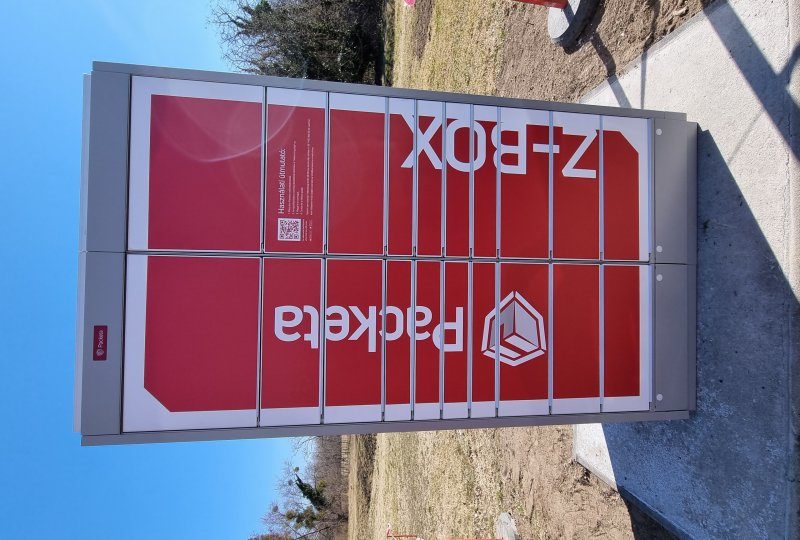 Packeta
Packeta
Z-BOX
Használati útmutató: